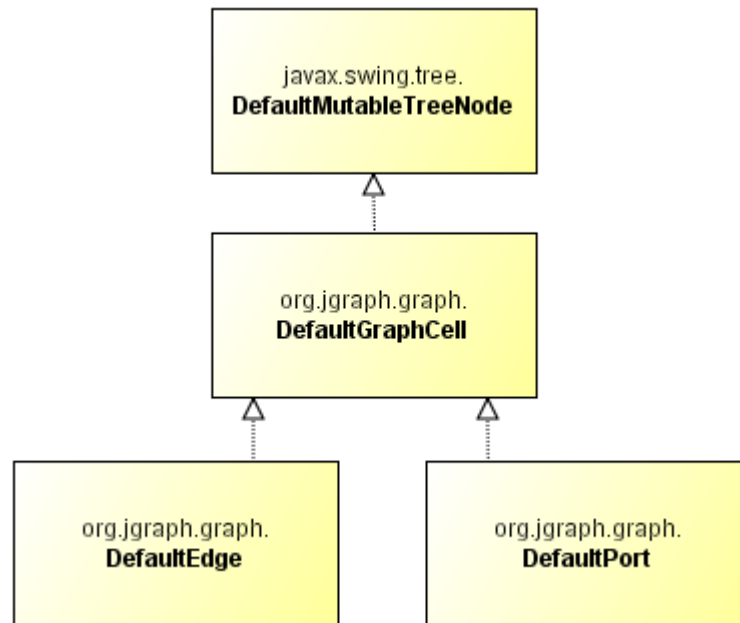 javax.swing.tree.
DefaultMutableTreeNode
org.jgraph.graph.
DefaultGraphCell
org.jgraph.graph.
DefaultEdge
org.jgraph.graph.
DefaultPort